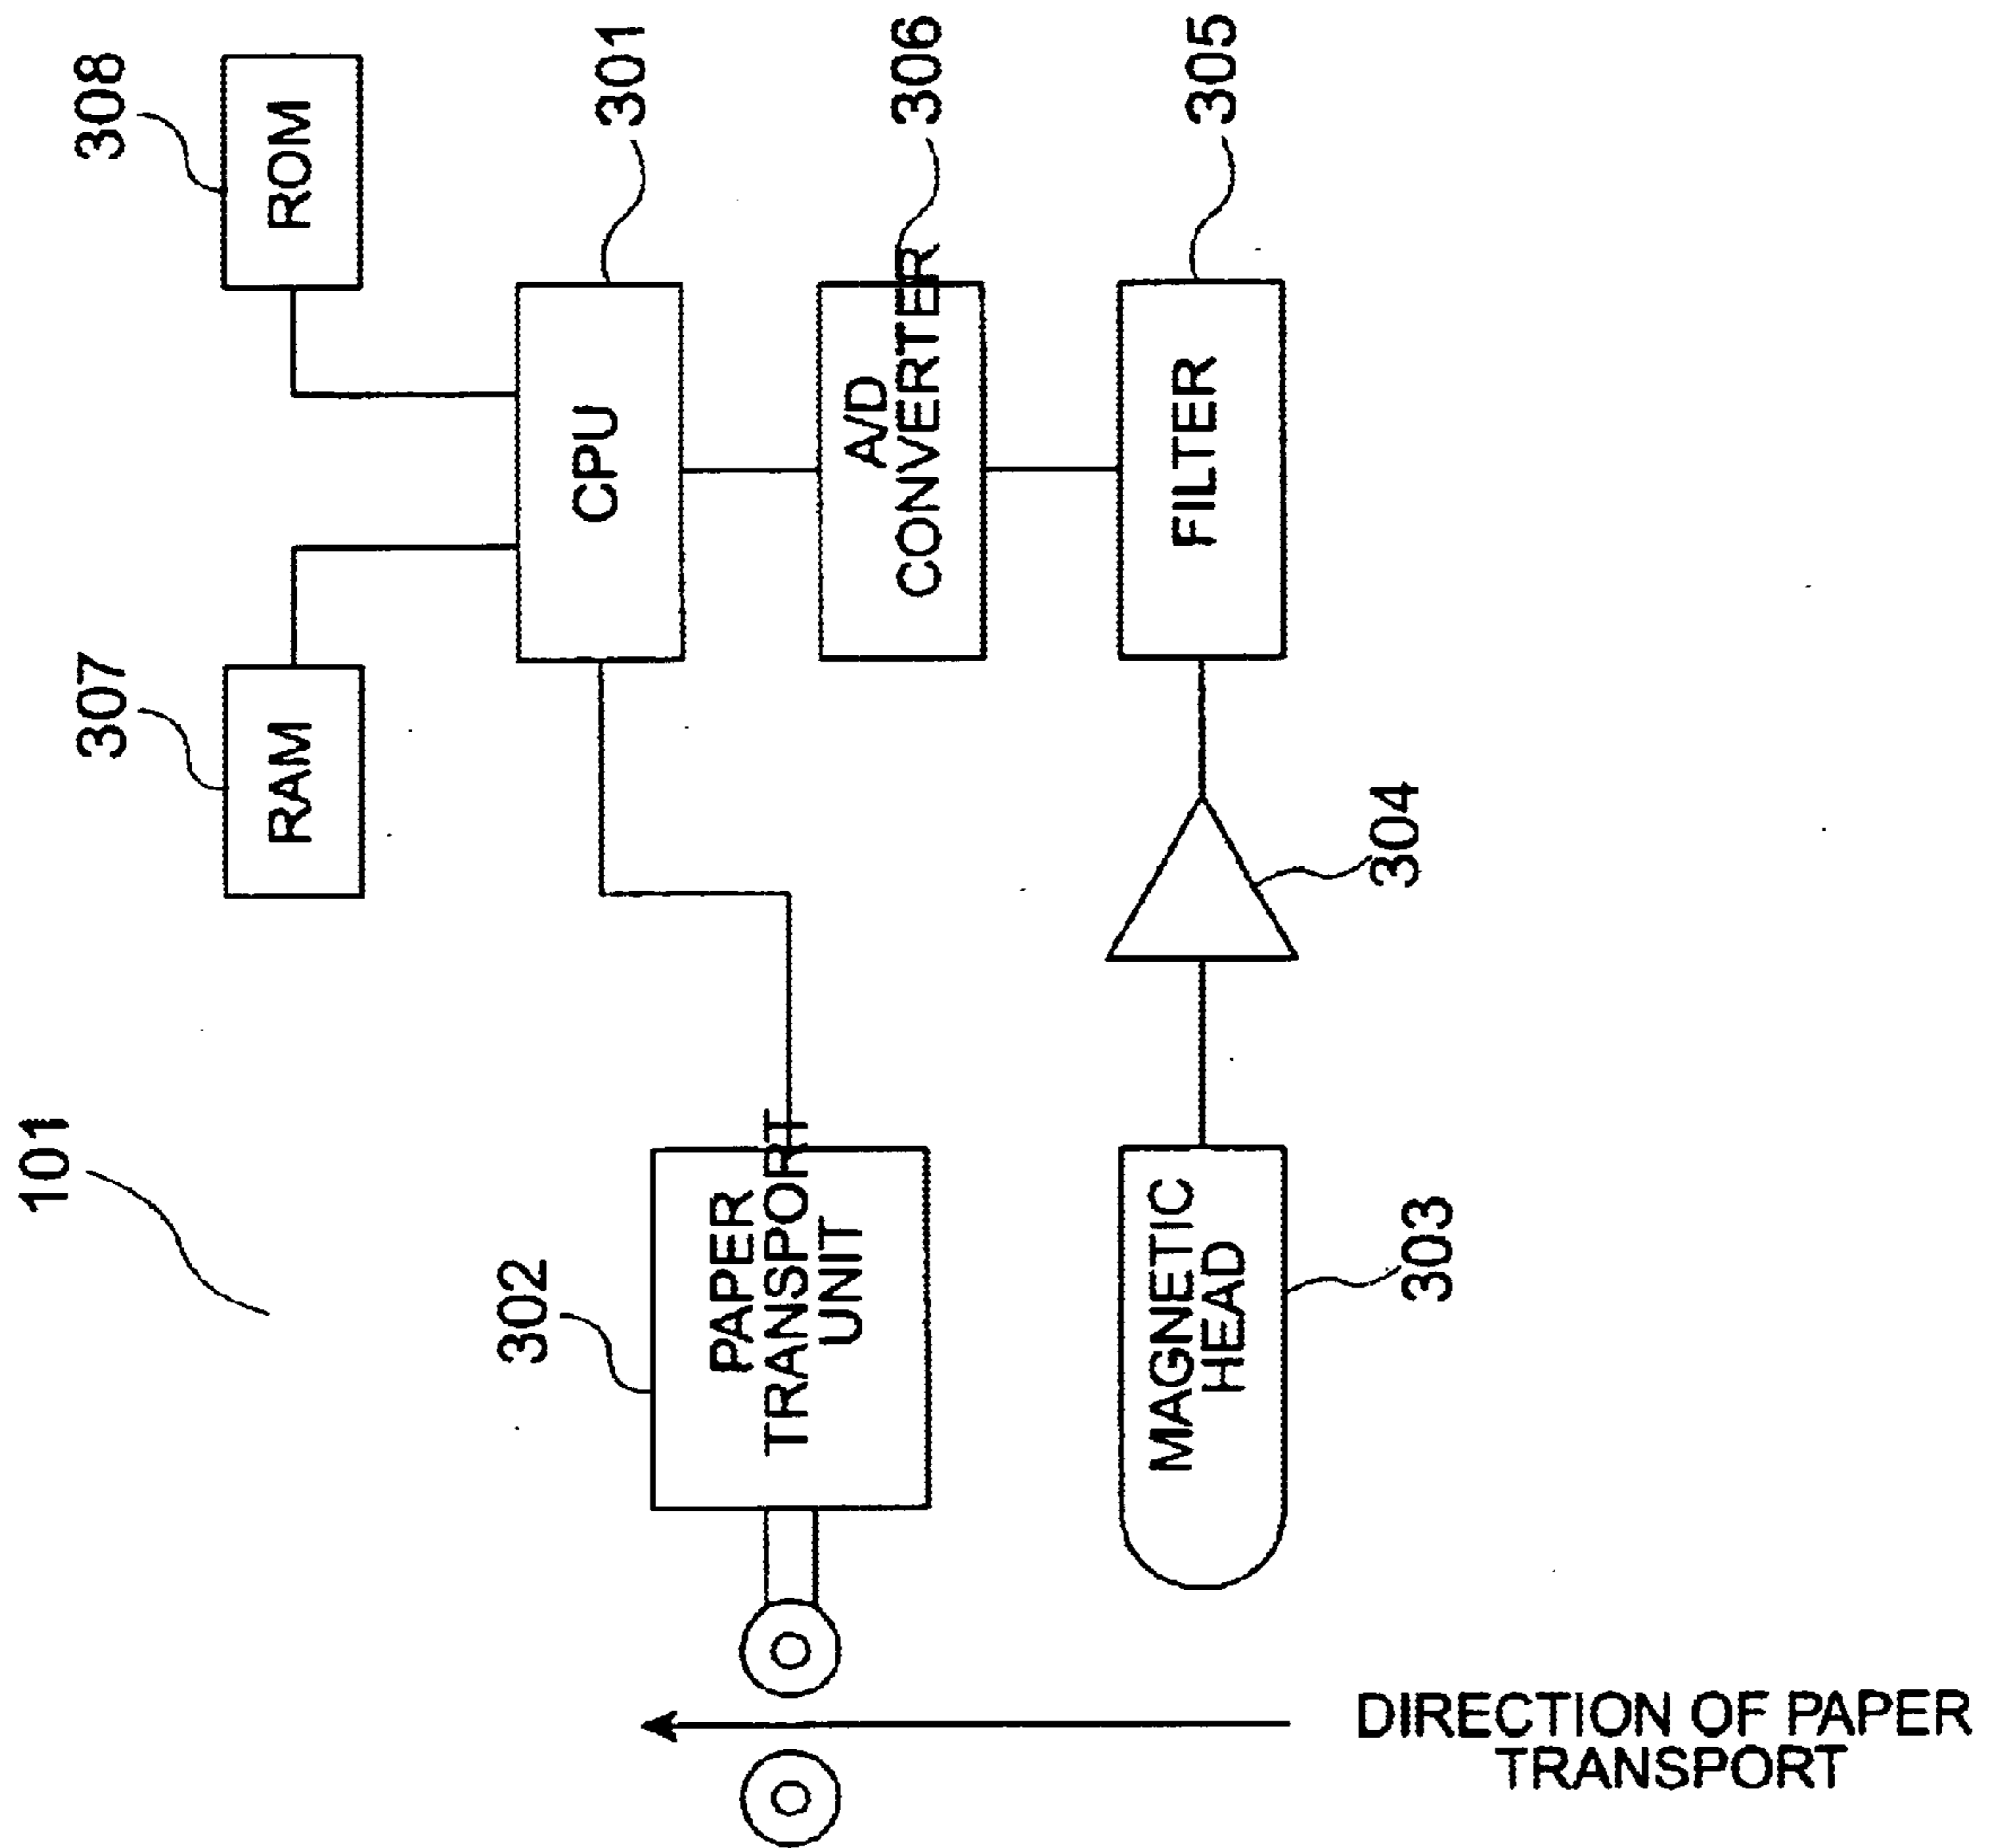 101
308
ROM
307
RAM
301
CPU
306
A/D
CONVERTER
305
FILTER
304
302
PAPER
TRANSPORT
UNIT
303
MAGNETIC
HEAD
DIRECTION OF PAPER
TRANSPORT